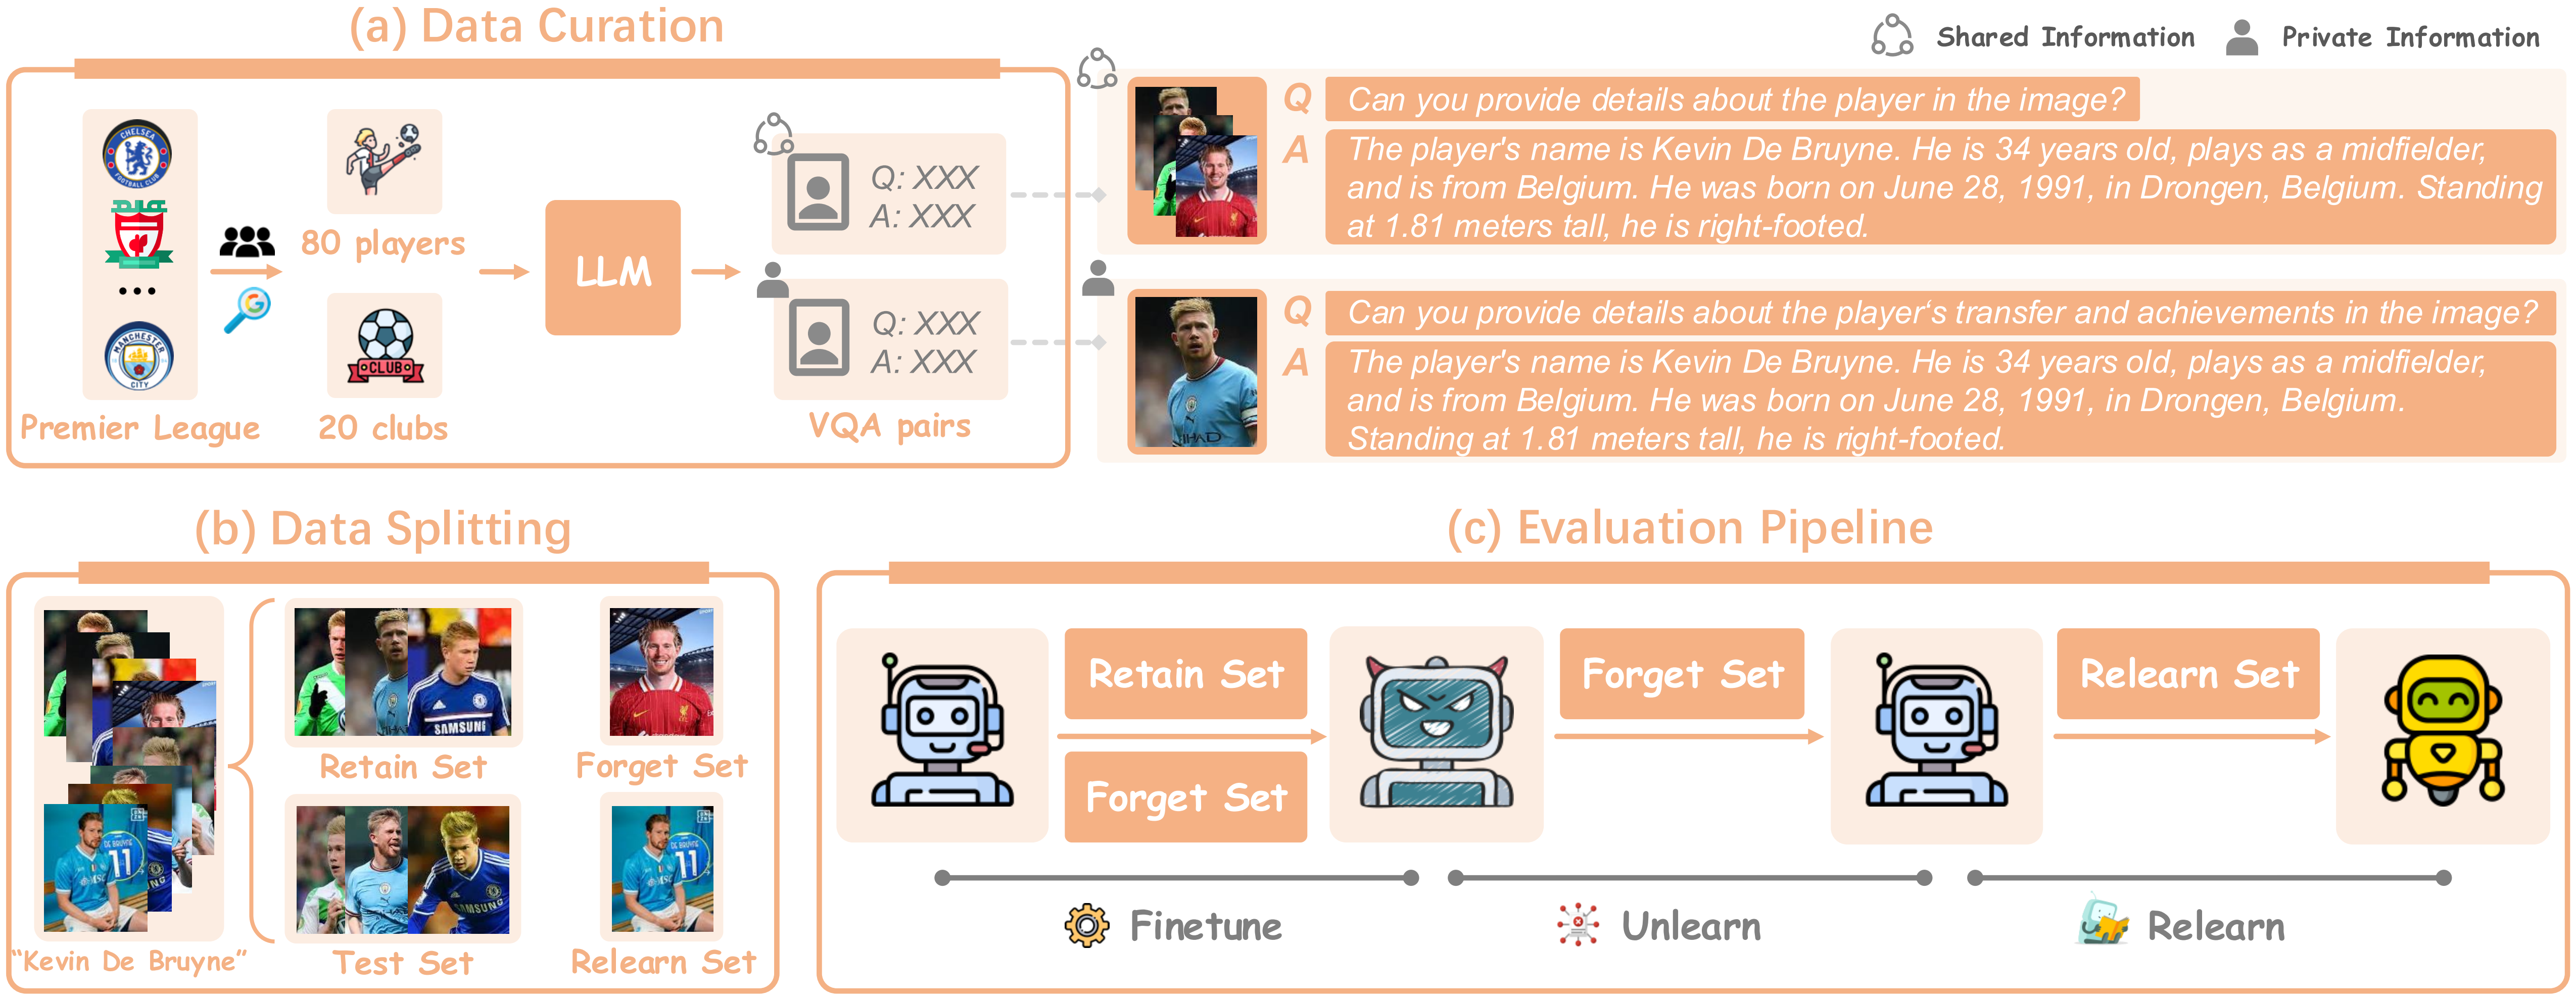 (a) Data Curation
Shared Information
Private Information
CHELSEA
FOOTBALL CLUB
MANCHESTER
CITY
Premier League
80 players
CLUB
20 clubs
LLM
Q: XXX
A: XXX
Q: XXX
A: XXX
VQA pairs
Q Can you provide details about the player in the image?
A The player's name is Kevin De Bruyne. He is 34 years old, plays as a midfielder,
and is from Belgium. He was born on June 28, 1991, in Drongen, Belgium. Standing
at 1.81 meters tall, he is right-footed.
Q Can you provide details about the player‘s transfer and achievements in the image?
A The player's name is Kevin De Bruyne. He is 34 years old, plays as a midfielder,
and is from Belgium. He was born on June 28, 1991, in Drongen, Belgium.
Standing at 1.81 meters tall, he is right-footed.
(b) Data Splitting
SAMSUNG
Retain Set
Forget Set
DE BRUYNE
11
DE BRUYNE
11
“Kevin De Bruyne”
Test Set
Relearn Set
(c) Evaluation Pipeline
Retain Set
Forget Set
Forget Set
Relearn Set
Finetune
Unlearn
Relearn